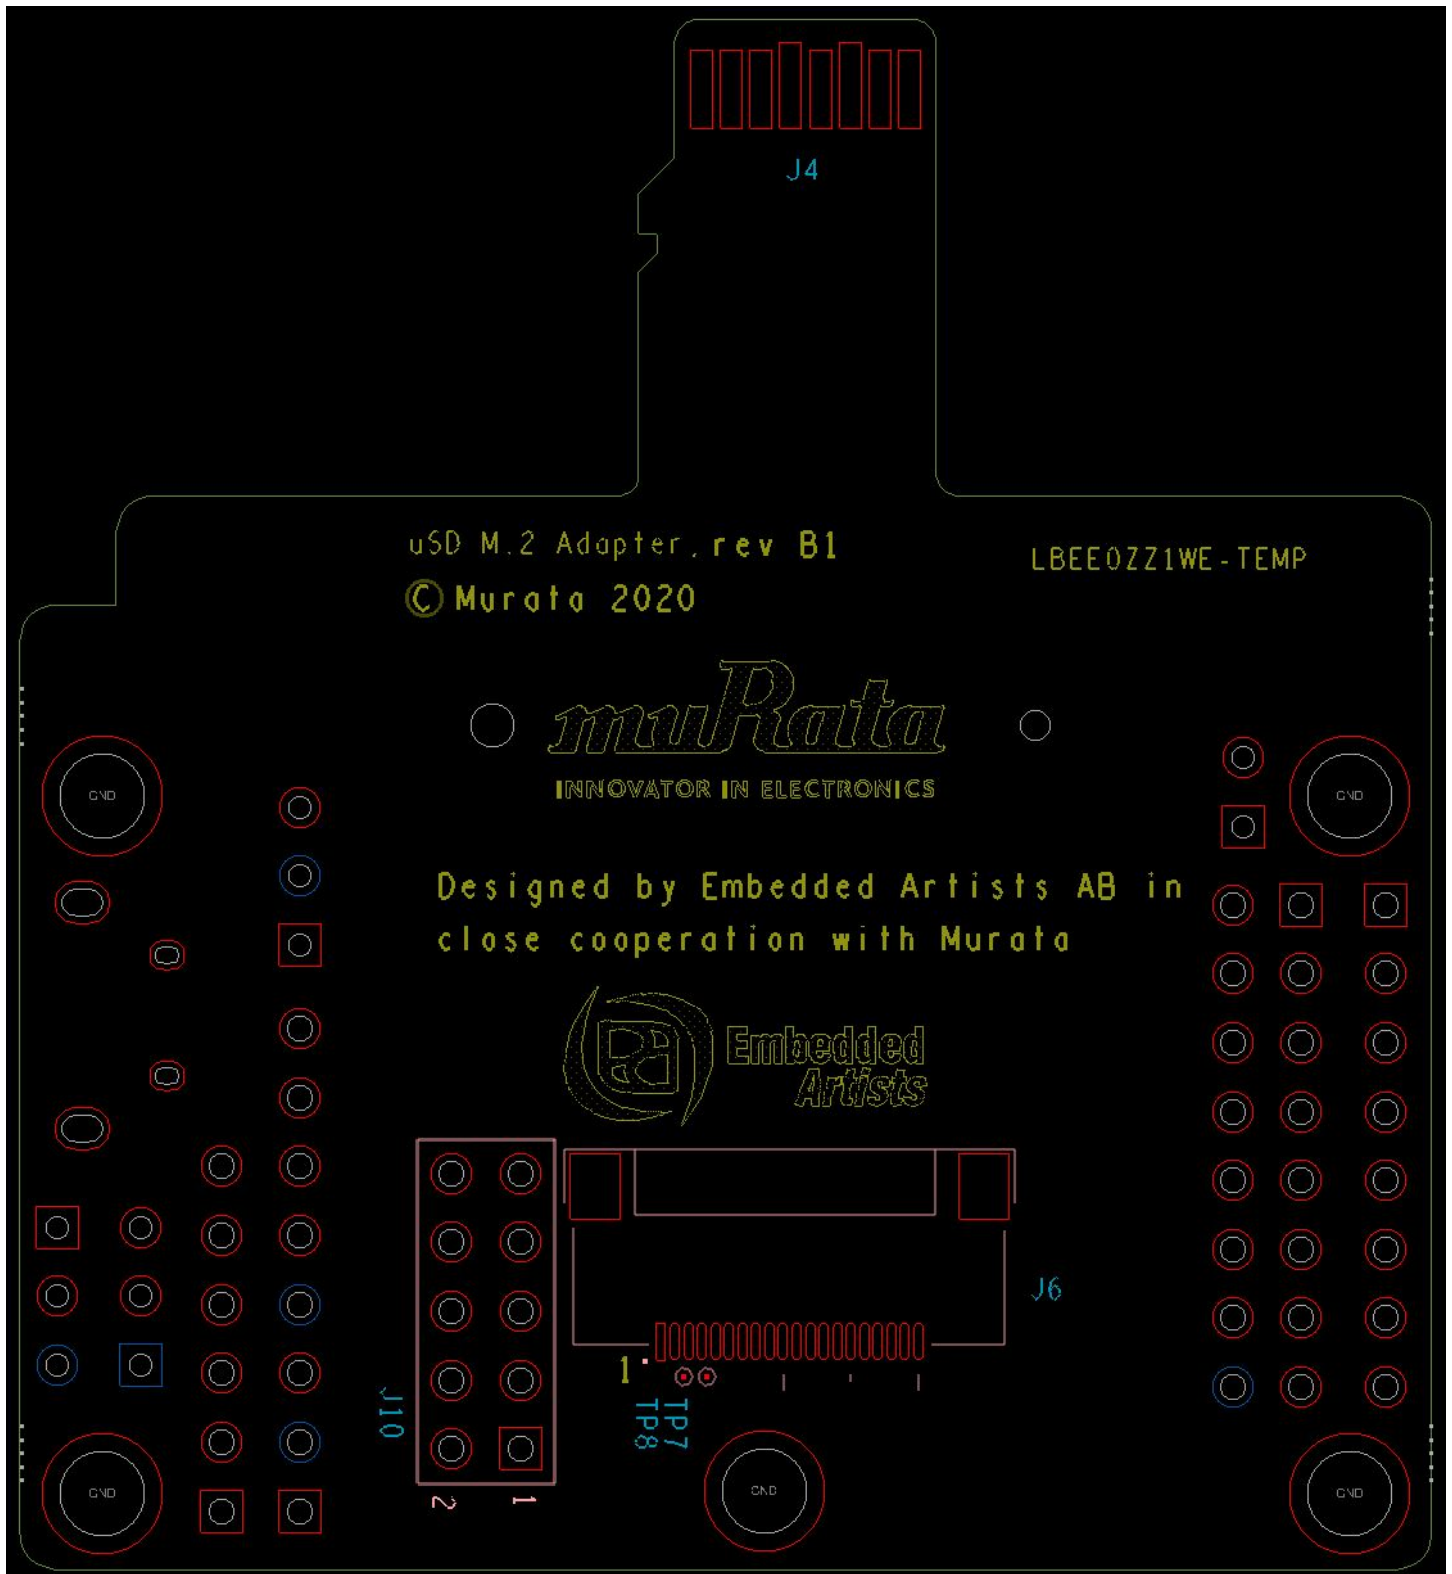 J4
uSD M.2 Adapter, rev B1
LBEE0ZZ1WE-TEMP
© Murata 2020
muRata
INNOVATOR IN ELECTRONICS
GND
GND
Designed by Embedded Artists AB in
close cooperation with Murata
Embedded
Artists
J6
1
J10
TP7
TP8
GND
GND
GND
2
1